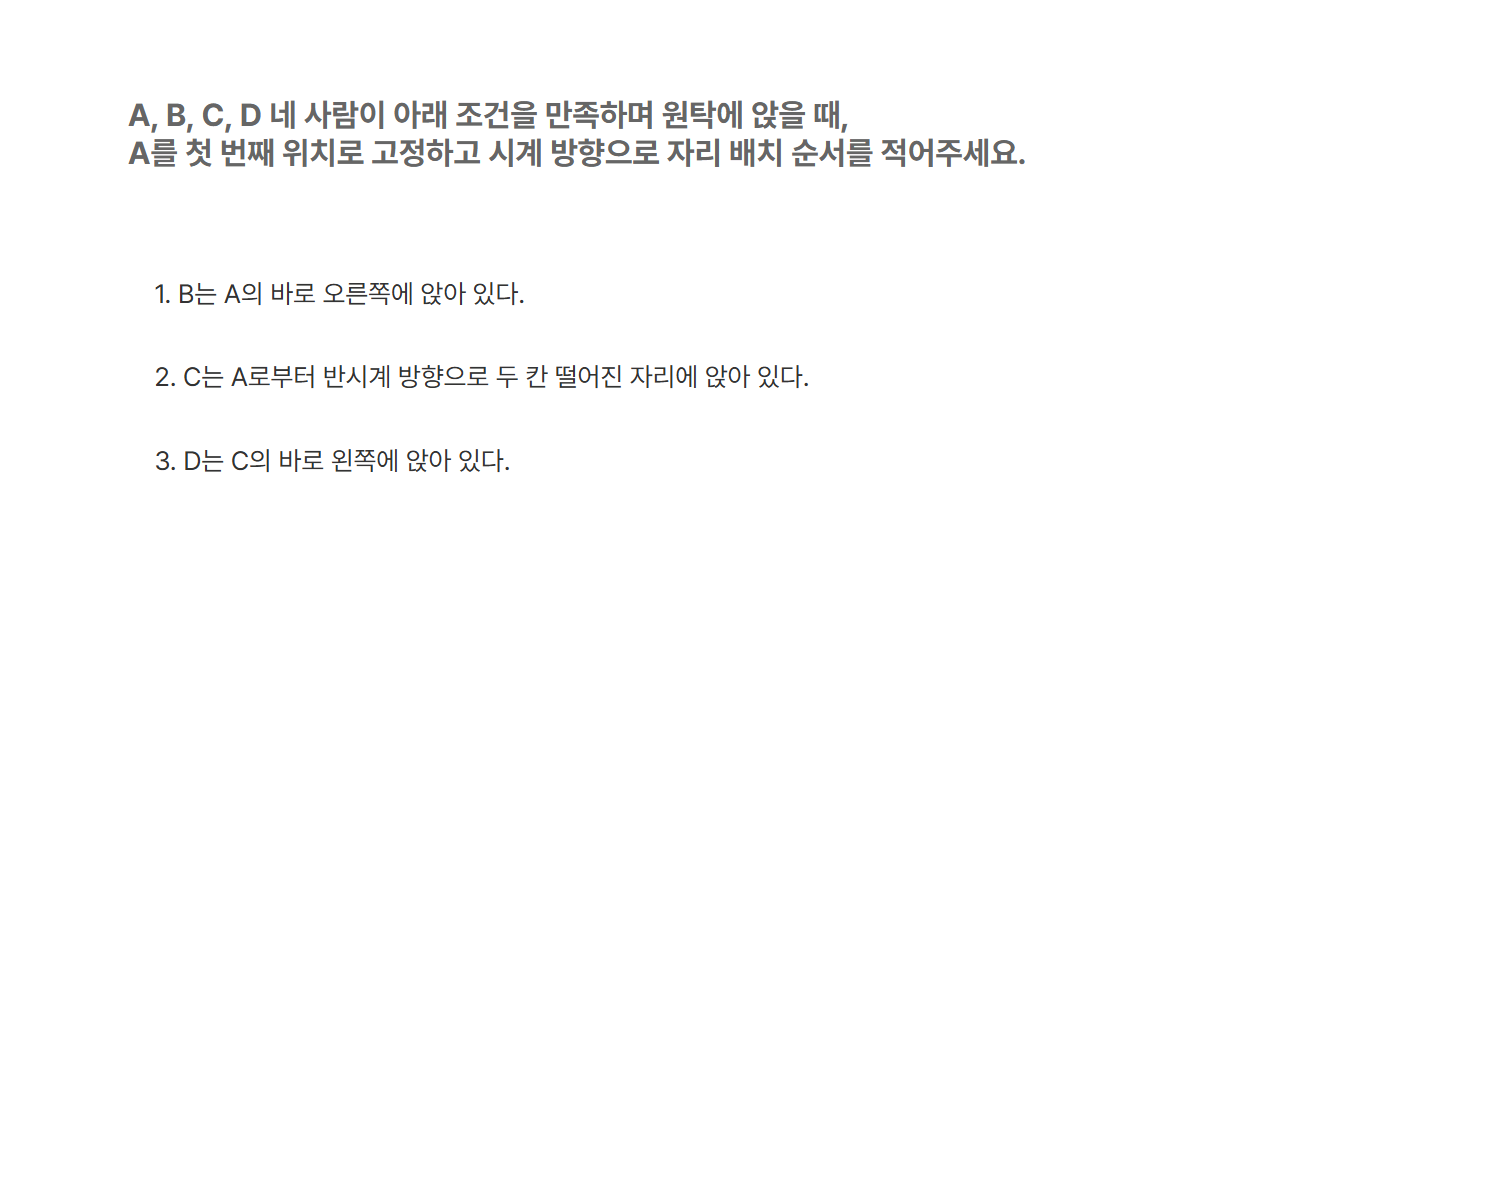 A, B, C, D 네 사람이 아래 조건을 만족하며 원탁에 앉을 때,
A를 첫 번째 위치로 고정하고 시계 방향으로 자리 배치 순서를 적어주세요.
1. B는 A의 바로 오른쪽에 앉아 있다.
2. C는 A로부터 반시계 방향으로 두 칸 떨어진 자리에 앉아 있다.
3. D는 C의 바로 왼쪽에 앉아 있다.